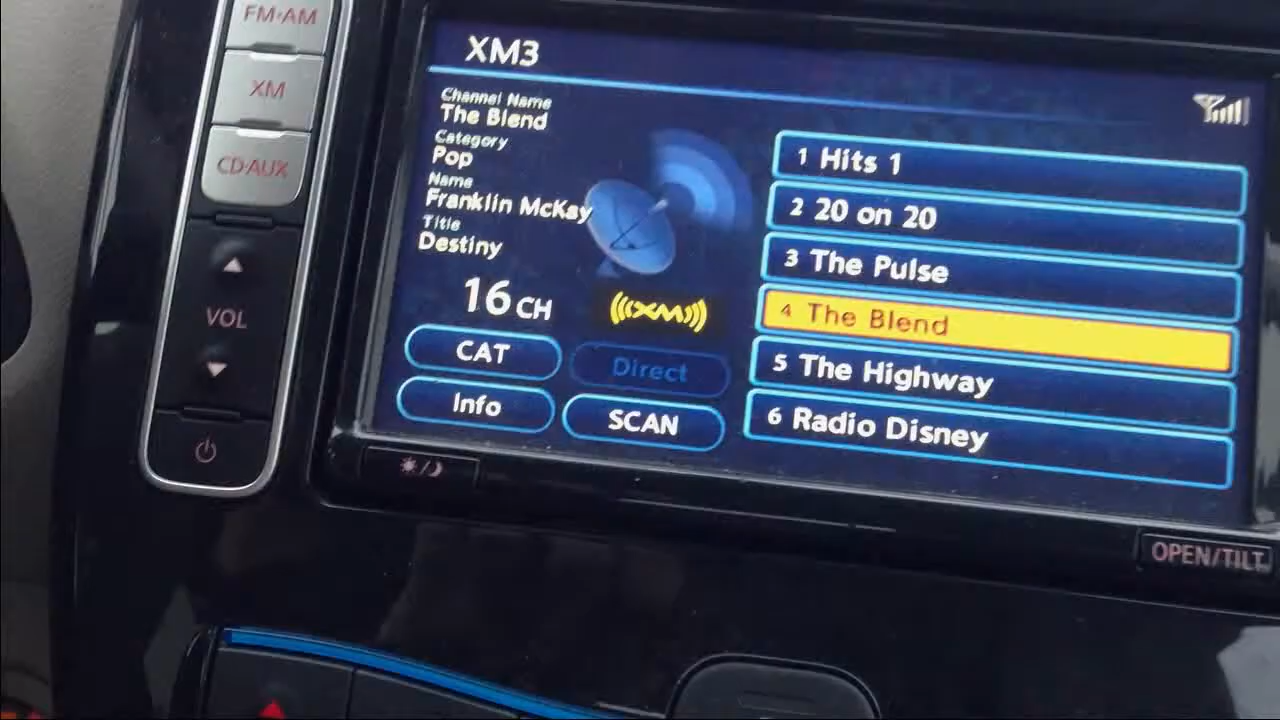 FM·AM
XM
CD·AUX
VOL
XM3
Channel Name
The Blend
Category
Pop
Name
Franklin McKay
Title
Destiny
16 CH
((XM))
CAT
Direct
Info
SCAN
1 Hits 1
2 20 on 20
3 The Pulse
4 The Blend
5 The Highway
6 Radio Disney
OPEN/TILT